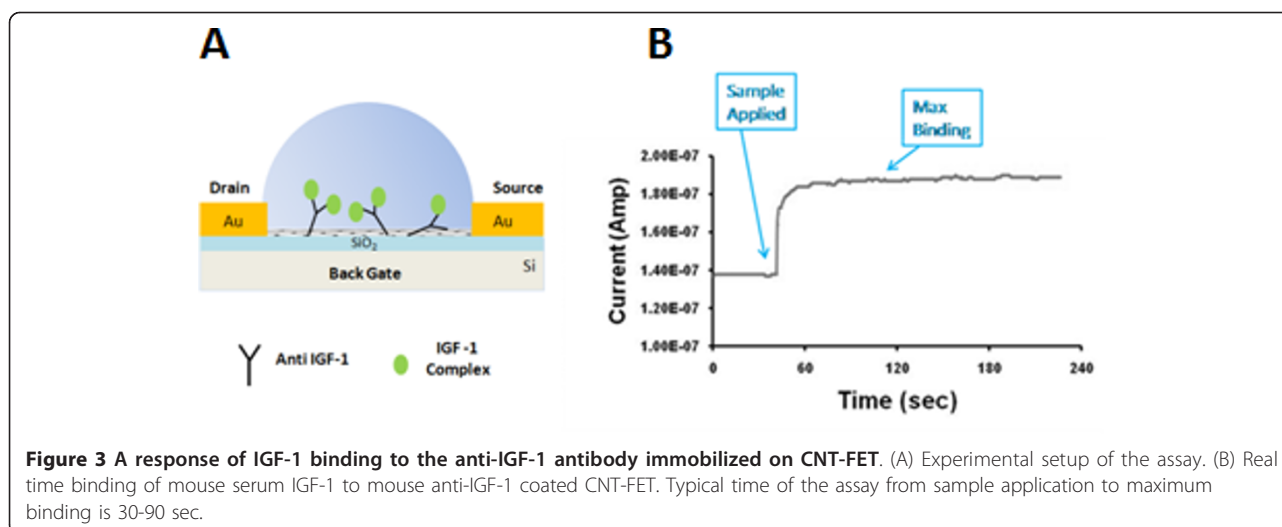 A
B
Sample
Applied
Max
Binding
Drain
Source
Au
Au
SiO2
Si
Back Gate
Anti IGF-1
IGF -1
Complex
Current (Amp)
2.00E-07
1.80E-07
1.60E-07
1.40E-07
1.20E-07
1.00E-07
0 60 120 180 240
Time (sec)
Figure 3 A response of IGF-1 binding to the anti-IGF-1 antibody immobilized on CNT-FET. (A) Experimental setup of the assay. (B) Real
time binding of mouse serum IGF-1 to mouse anti-IGF-1 coated CNT-FET. Typical time of the assay from sample application to maximum
binding is 30-90 sec.